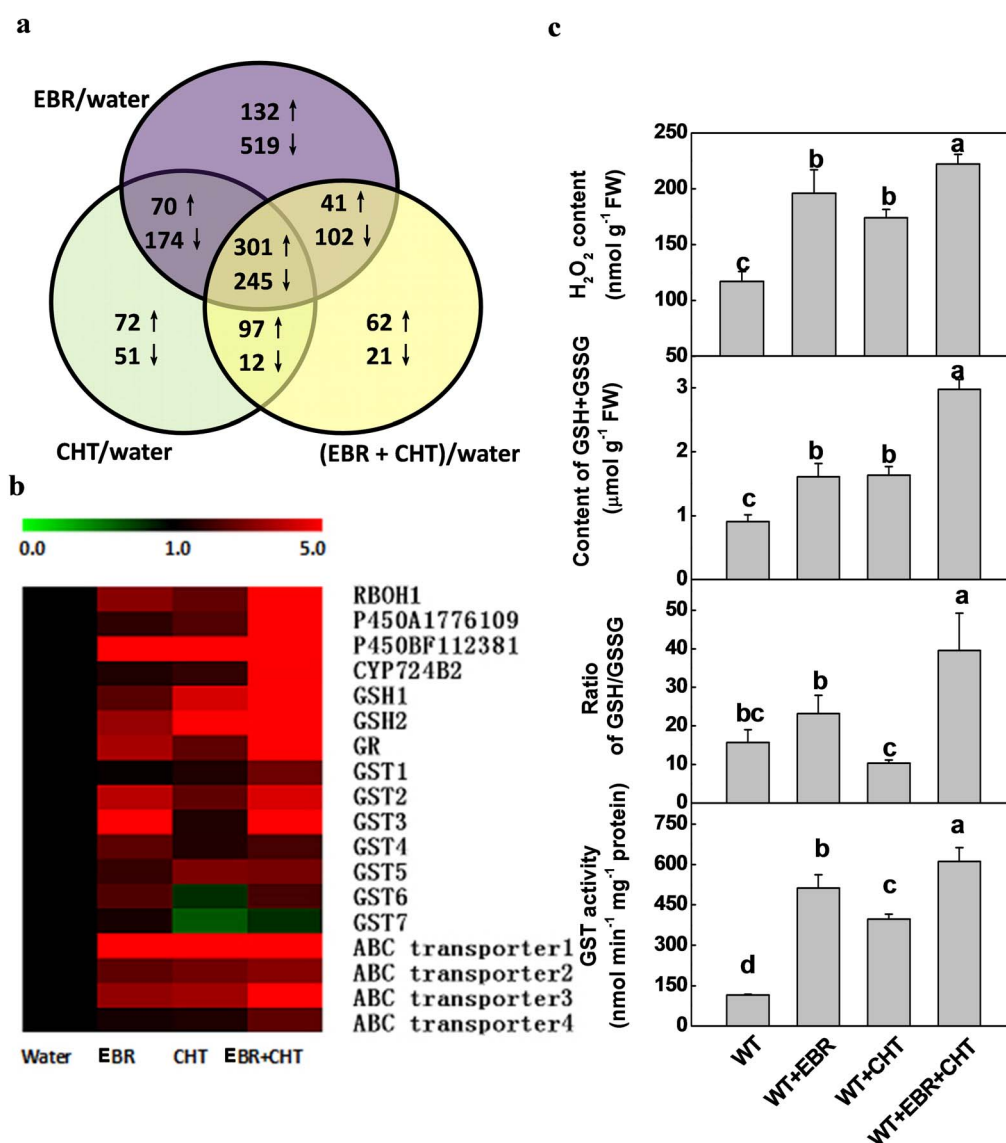 a
EBR/water
132 ↑
519 ↓
70 ↑
174 ↓
41 ↑
102 ↓
301 ↑
245 ↓
72 ↑
51 ↓
97 ↑
12 ↓
62 ↑
21 ↓
CHT/water
(EBR + CHT)/water
b
0.0 1.0 5.0
RBOH1
P450A1776109
P450BF112381
CYP724B2
GSH1
GSH2
GR
GST1
GST2
GST3
GST4
GST5
GST6
GST7
ABC transporter1
ABC transporter2
ABC transporter3
ABC transporter4
Water EBR CHT EBR+CHT
c
H₂O₂ content
(nmol g⁻¹ FW)
250
200
150
100
50
c b b a
Content of GSH+GSSG
(μmol g⁻¹ FW)
3
2
1
0
c b b a
Ratio
of GSH/GSSG
50
40
30
20
10
0
bc b c a
GST activity
(nmol min⁻¹ mg⁻¹ protein)
750
600
450
300
150
0
d b c a
WT
WT+EBR
WT+CHT
WT+EBR+CHT